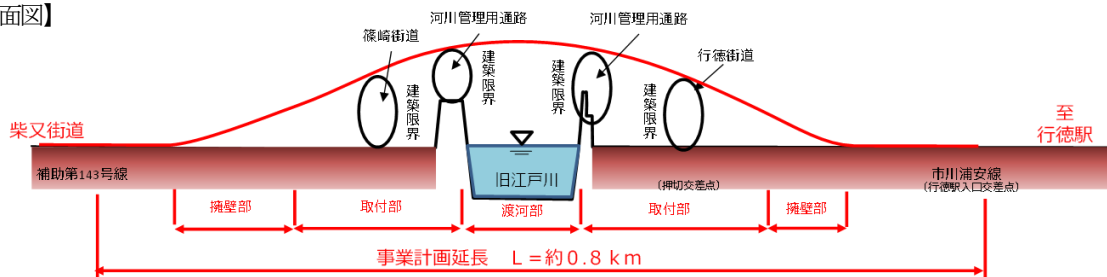 面図】
河川管理用通路
河川管理用通路
篠崎街道
行徳街道
建築限界
建築限界
建築限界
建築限界
柴又街道
至
行徳駅
補助第143号線
旧江戸川
(押切交差点)
市川浦安線
(行徳駅入口交差点)
擁壁部
取付部
渡河部
取付部
擁壁部
事業計画延長 L=約0.8km